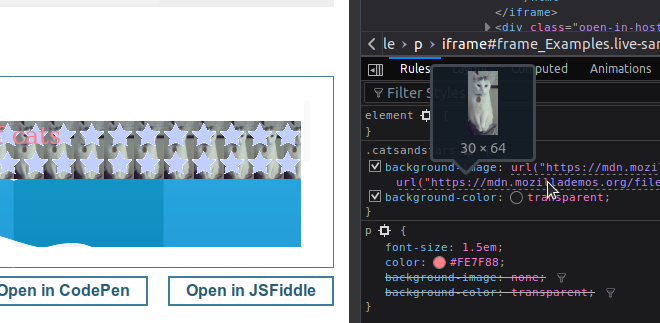 cats
Open in CodePen
Open in JSFiddle
</iframe>
<div class="open-in-host
le > p > iframe#frame_Examples.live-sam
Rules
Computed
Animations
Filter Styles
element {
}
30 × 64
.catsandstars
background-image: url("https://mdn.mozil
url("https://mdn.mozillademos.org/file
background-color: transparent;
}
p {
font-size: 1.5em;
color: #FE7F88;
background-image: none;
background-color: transparent;
}